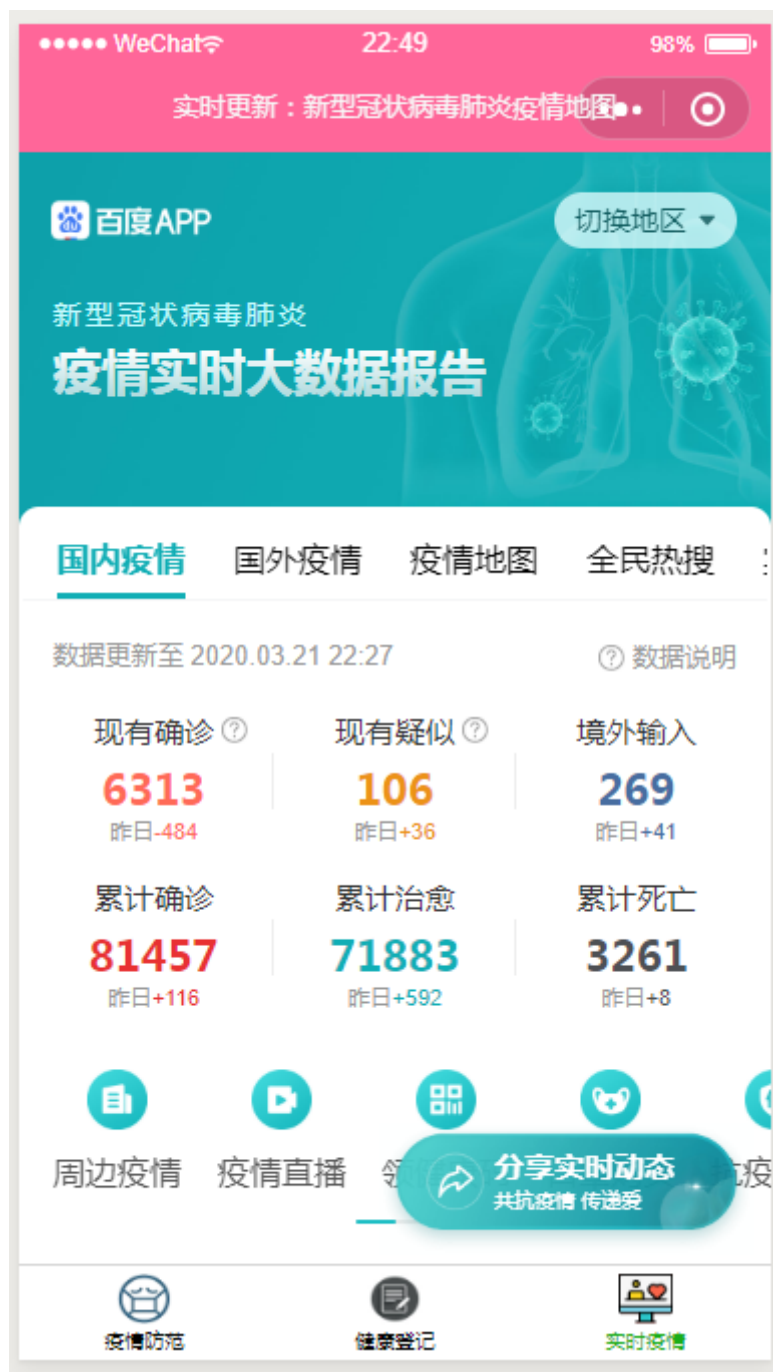 WeChat 22:49 98%
实时更新：新型冠状病毒肺炎疫情地图
百度APP 切换地区
新型冠状病毒肺炎
疫情实时大数据报告
国内疫情 国外疫情 疫情地图 全民热搜
数据更新至 2020.03.21 22:27 数据说明
现有确诊 现有疑似 境外输入
6313 106 269
昨日-484 昨日+36 昨日+41
累计确诊 累计治愈 累计死亡
81457 71883 3261
昨日+116 昨日+592 昨日+8
周边疫情 疫情直播
分享实时动态
共抗疫情 传递爱
疫情防范 健康登记 实时疫情